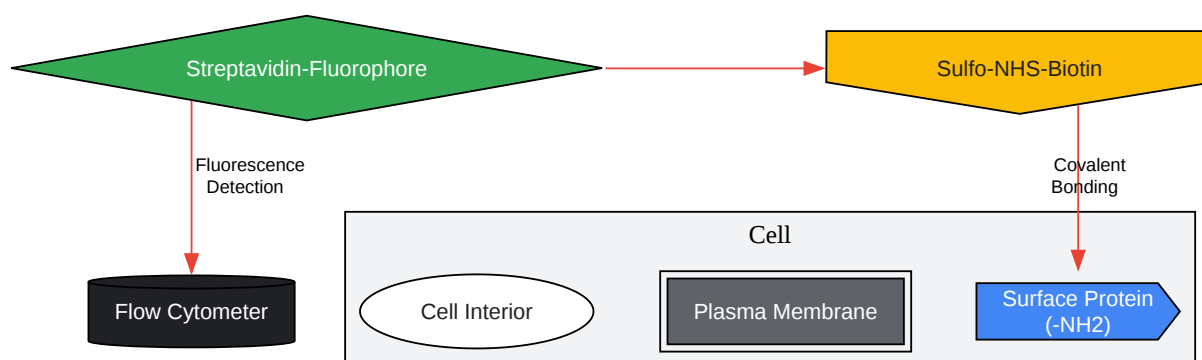 Streptavidin-Fluorophore
Sulfo-NHS-Biotin
Fluorescence
Detection
Covalent
Bonding
Cell
Flow Cytometer
Cell Interior
Plasma Membrane
Surface Protein
(-NH2)